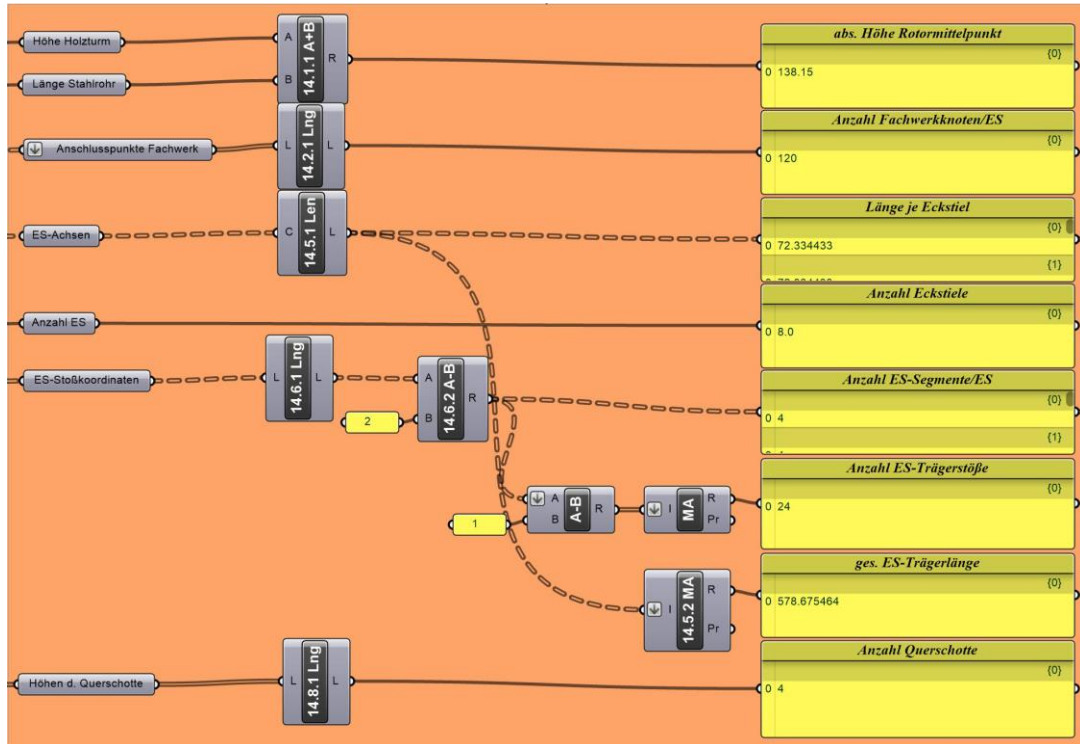 Höhe Holzturm
Länge Stahlrohr
A
B
14.1.1 A+B
R
abs. Höhe Rotormittelpunkt
{0}
0 138.15
Anschlusspunkte Fachwerk
L
14.2.1 Lng
L
Anzahl Fachwerkknoten/ES
{0}
0 120
ES-Achsen
C
14.5.1 Len
L
Länge je Eckstiel
{0}
0 72.334433
{1}
Anzahl ES
Anzahl Eckstiele
{0}
0 8.0
ES-Stoßkoordinaten
L
14.6.1 Lng
L
2
A
B
14.6.2 A-B
R
Anzahl ES-Segmente/ES
{0}
0 4
{1}
1
A
B
A-B
R
I
MA
R
Pr
Anzahl ES-Trägerstöße
{0}
0 24
I
14.5.2 MA
R
Pr
ges. ES-Trägerlänge
{0}
0 578.675464
Höhen d. Querschotte
L
14.8.1 Lng
L
Anzahl Querschotte
{0}
0 4